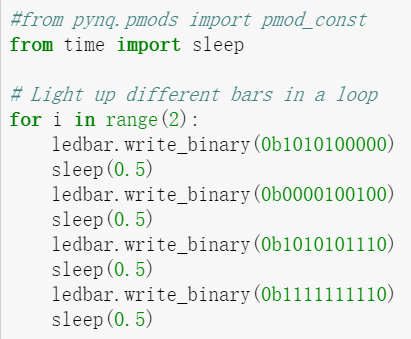 #from pynq.pmods import pmod_const
from time import sleep

# Light up different bars in a loop
for i in range(2):
    ledbar.write_binary(0b1010100000)
    sleep(0.5)
    ledbar.write_binary(0b0000100100)
    sleep(0.5)
    ledbar.write_binary(0b1010101110)
    sleep(0.5)
    ledbar.write_binary(0b1111111110)
    sleep(0.5)